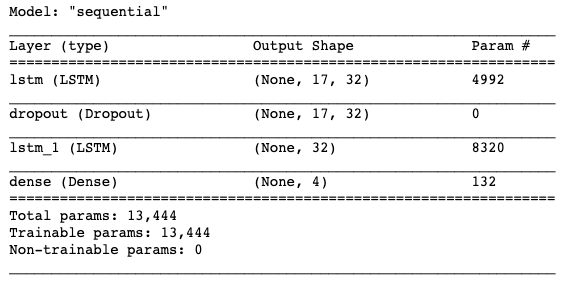 Model: "sequential"
Layer (type) Output Shape Param #
lstm (LSTM) (None, 17, 32) 4992
dropout (Dropout) (None, 17, 32) 0
lstm_1 (LSTM) (None, 32) 8320
dense (Dense) (None, 4) 132
Total params: 13,444
Trainable params: 13,444
Non-trainable params: 0